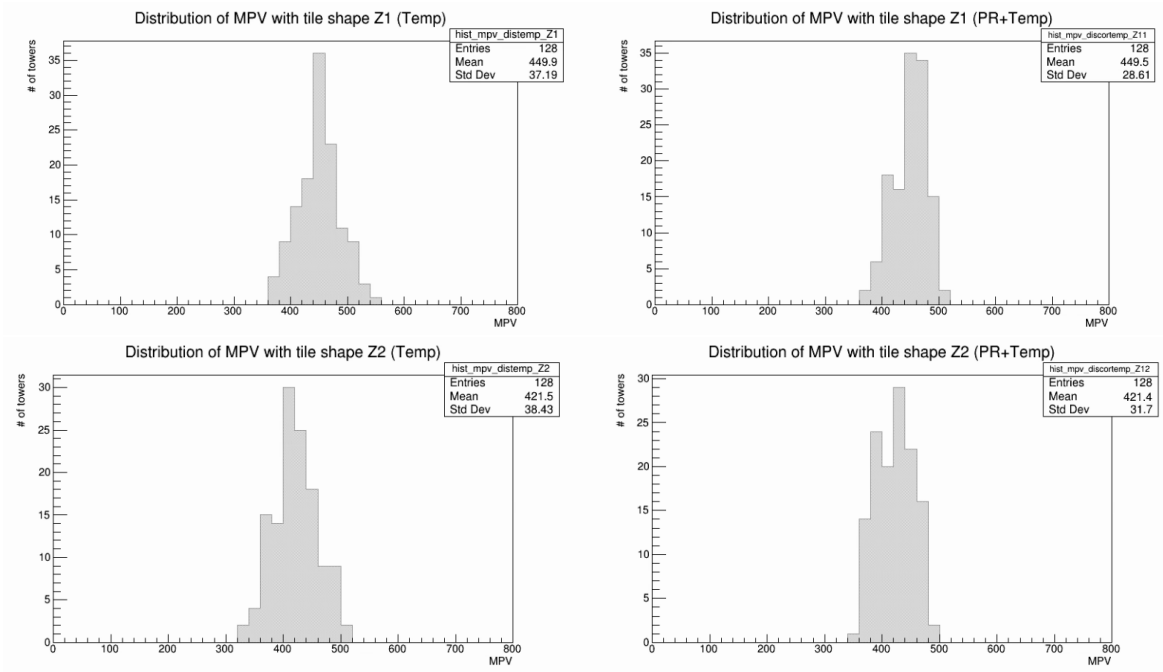 Distribution of MPV with tile shape Z1 (Temp)
hist_mpv_distemp_Z1
Entries 128
Mean 449.9
Std Dev 37.19
# of towers
35
30
25
20
15
10
5
0
0 100 200 300 400 500 600 700 800
MPV
Distribution of MPV with tile shape Z1 (PR+Temp)
hist_mpv_discortemp_Z11
Entries 128
Mean 449.5
Std Dev 28.61
# of towers
35
30
25
20
15
10
5
0
0 100 200 300 400 500 600 700 800
MPV
Distribution of MPV with tile shape Z2 (Temp)
hist_mpv_distemp_Z2
Entries 128
Mean 421.5
Std Dev 38.43
# of towers
30
25
20
15
10
5
0
0 100 200 300 400 500 600 700 800
MPV
Distribution of MPV with tile shape Z2 (PR+Temp)
hist_mpv_discortemp_Z12
Entries 128
Mean 421.4
Std Dev 31.7
# of towers
30
25
20
15
10
5
0
0 100 200 300 400 500 600 700 800
MPV